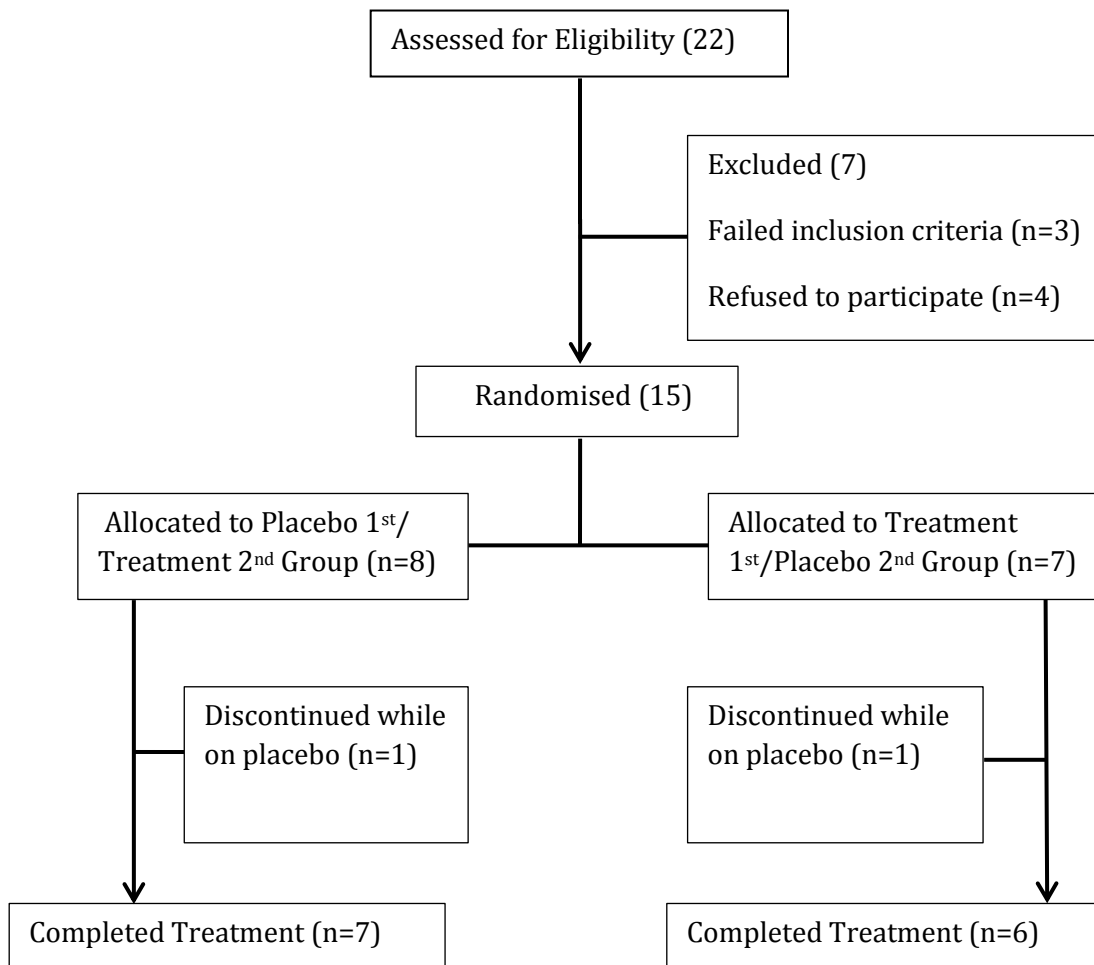 Assessed for Eligibility (22)
Excluded (7)
Failed inclusion criteria (n=3)
Refused to participate (n=4)
Randomised (15)
Allocated to Placebo 1st/
Treatment 2nd Group (n=8)
Allocated to Treatment
1st/Placebo 2nd Group (n=7)
Discontinued while
on placebo (n=1)
Discontinued while
on placebo (n=1)
Completed Treatment (n=7)
Completed Treatment (n=6)